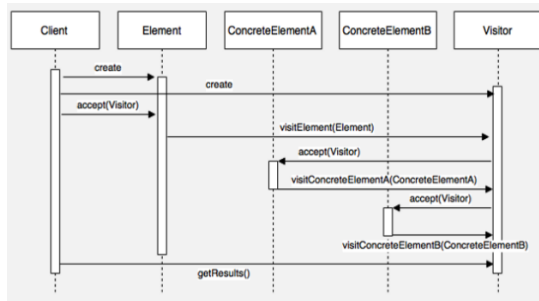 Client
Element
ConcreteElementA
ConcreteElementB
Visitor
create
create
accept(Visitor)
visitElement(Element)
accept(Visitor)
visitConcreteElementA(ConcreteElementA)
accept(Visitor)
visitConcreteElementB(ConcreteElementB)
getResults()